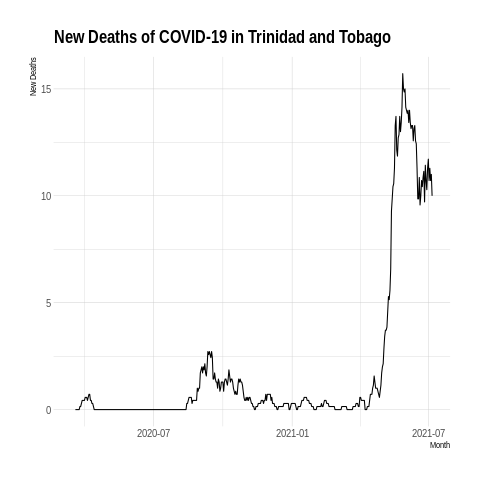 New Deaths of COVID-19 in Trinidad and Tobago
New Deaths
15
10
5
0
2020-07
2021-01
2021-07
Month